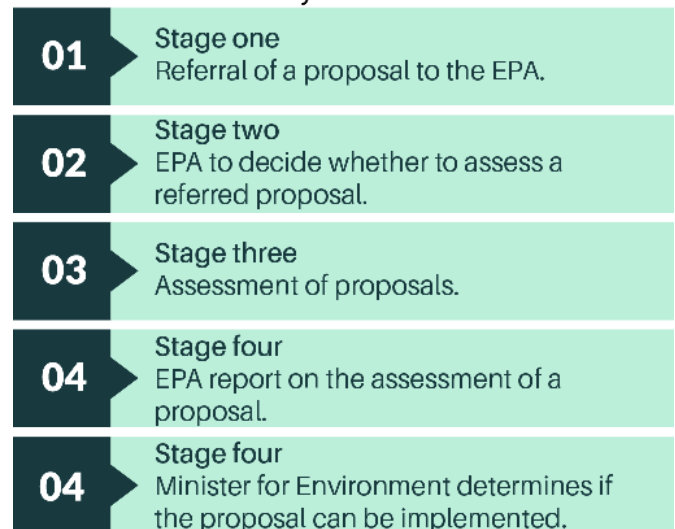 01
Stage one
Referral of a proposal to the EPA.
02
Stage two
EPA to decide whether to assess a
referred proposal.
03
Stage three
Assessment of proposals.
04
Stage four
EPA report on the assessment of a
proposal.
04
Stage four
Minister for Environment determines if
the proposal can be implemented.